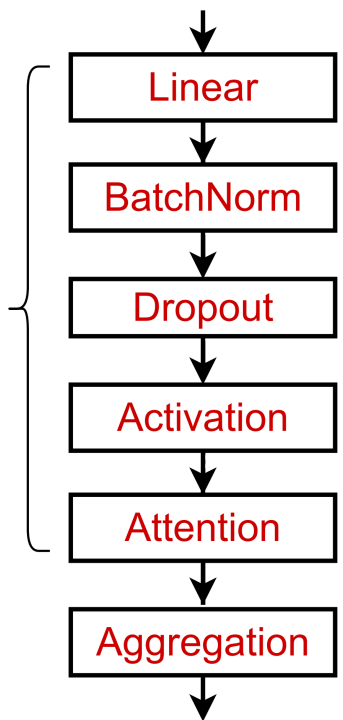 Linear
BatchNorm
Dropout
Activation
Attention
Aggregation